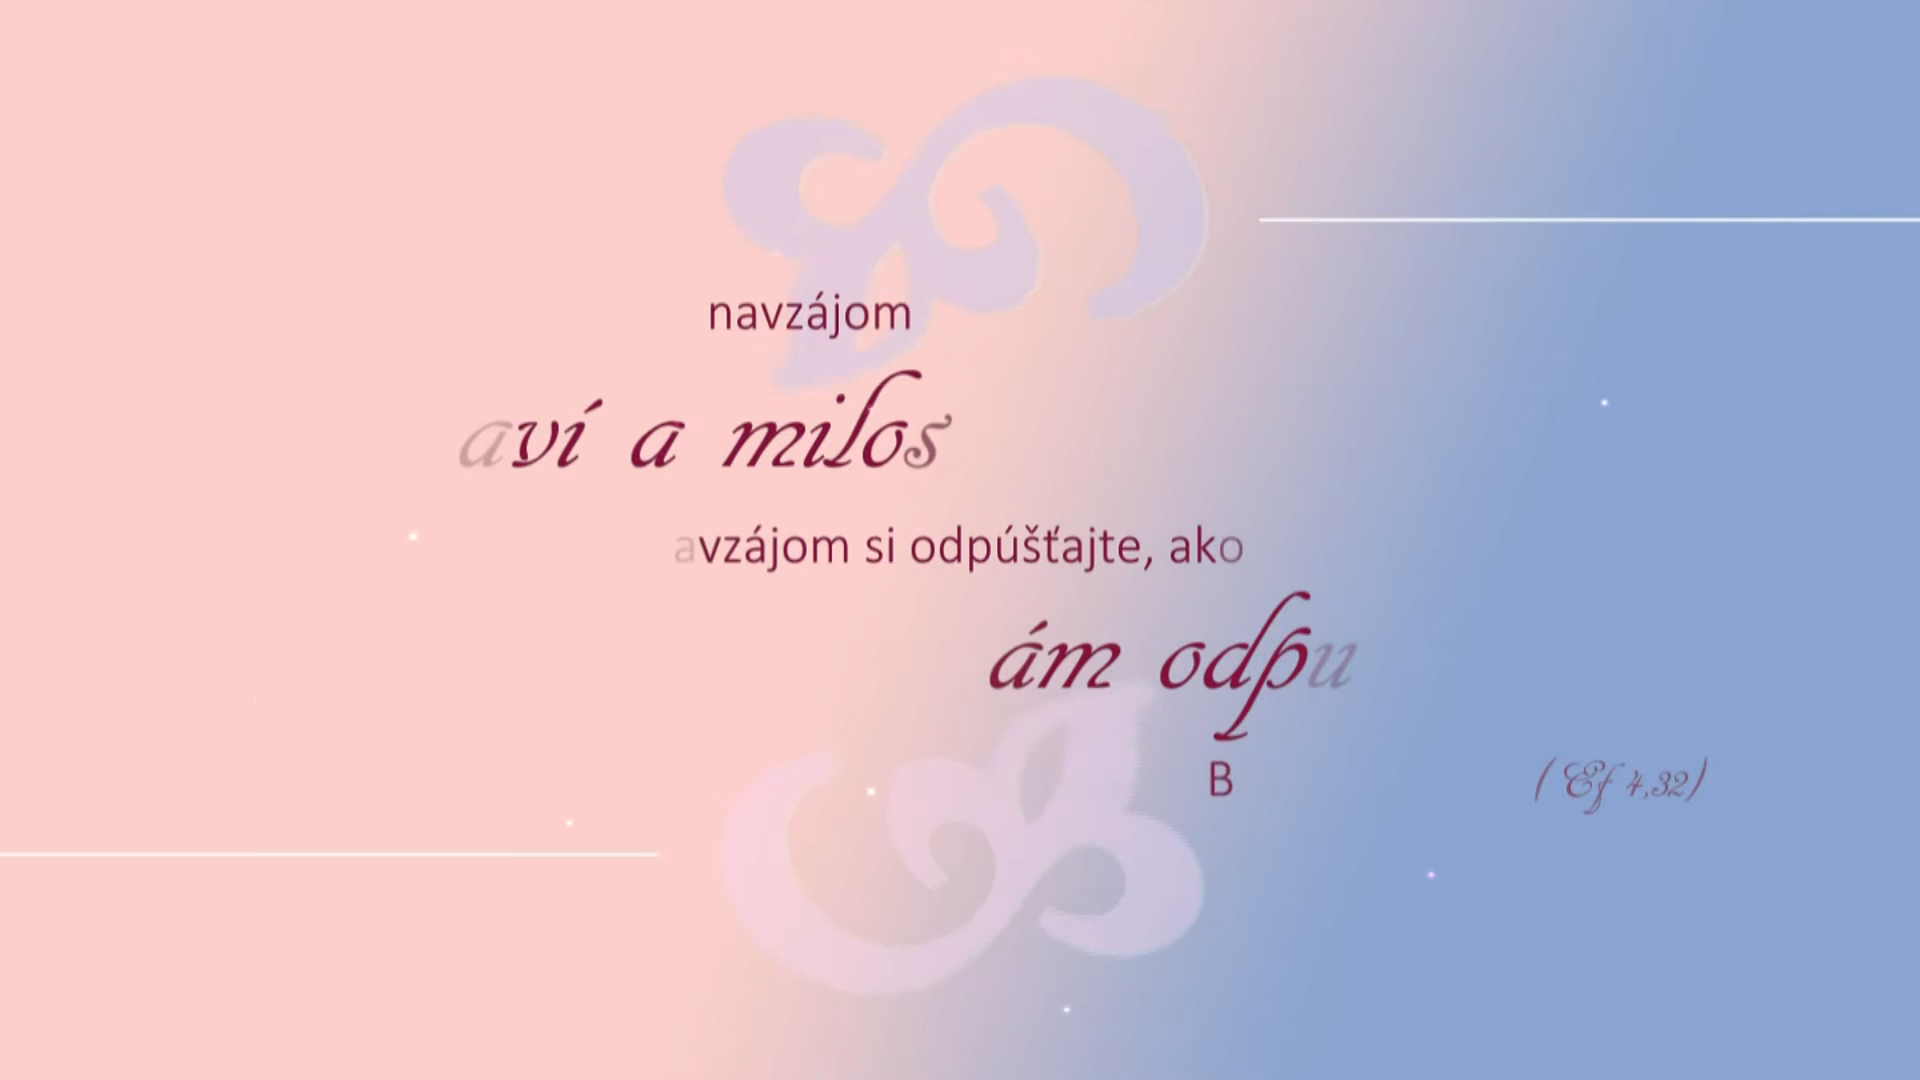 navzájom
aví a milos
avzájom si odpúšťajte, ako
ám odpu
B
(Ef 4,32)